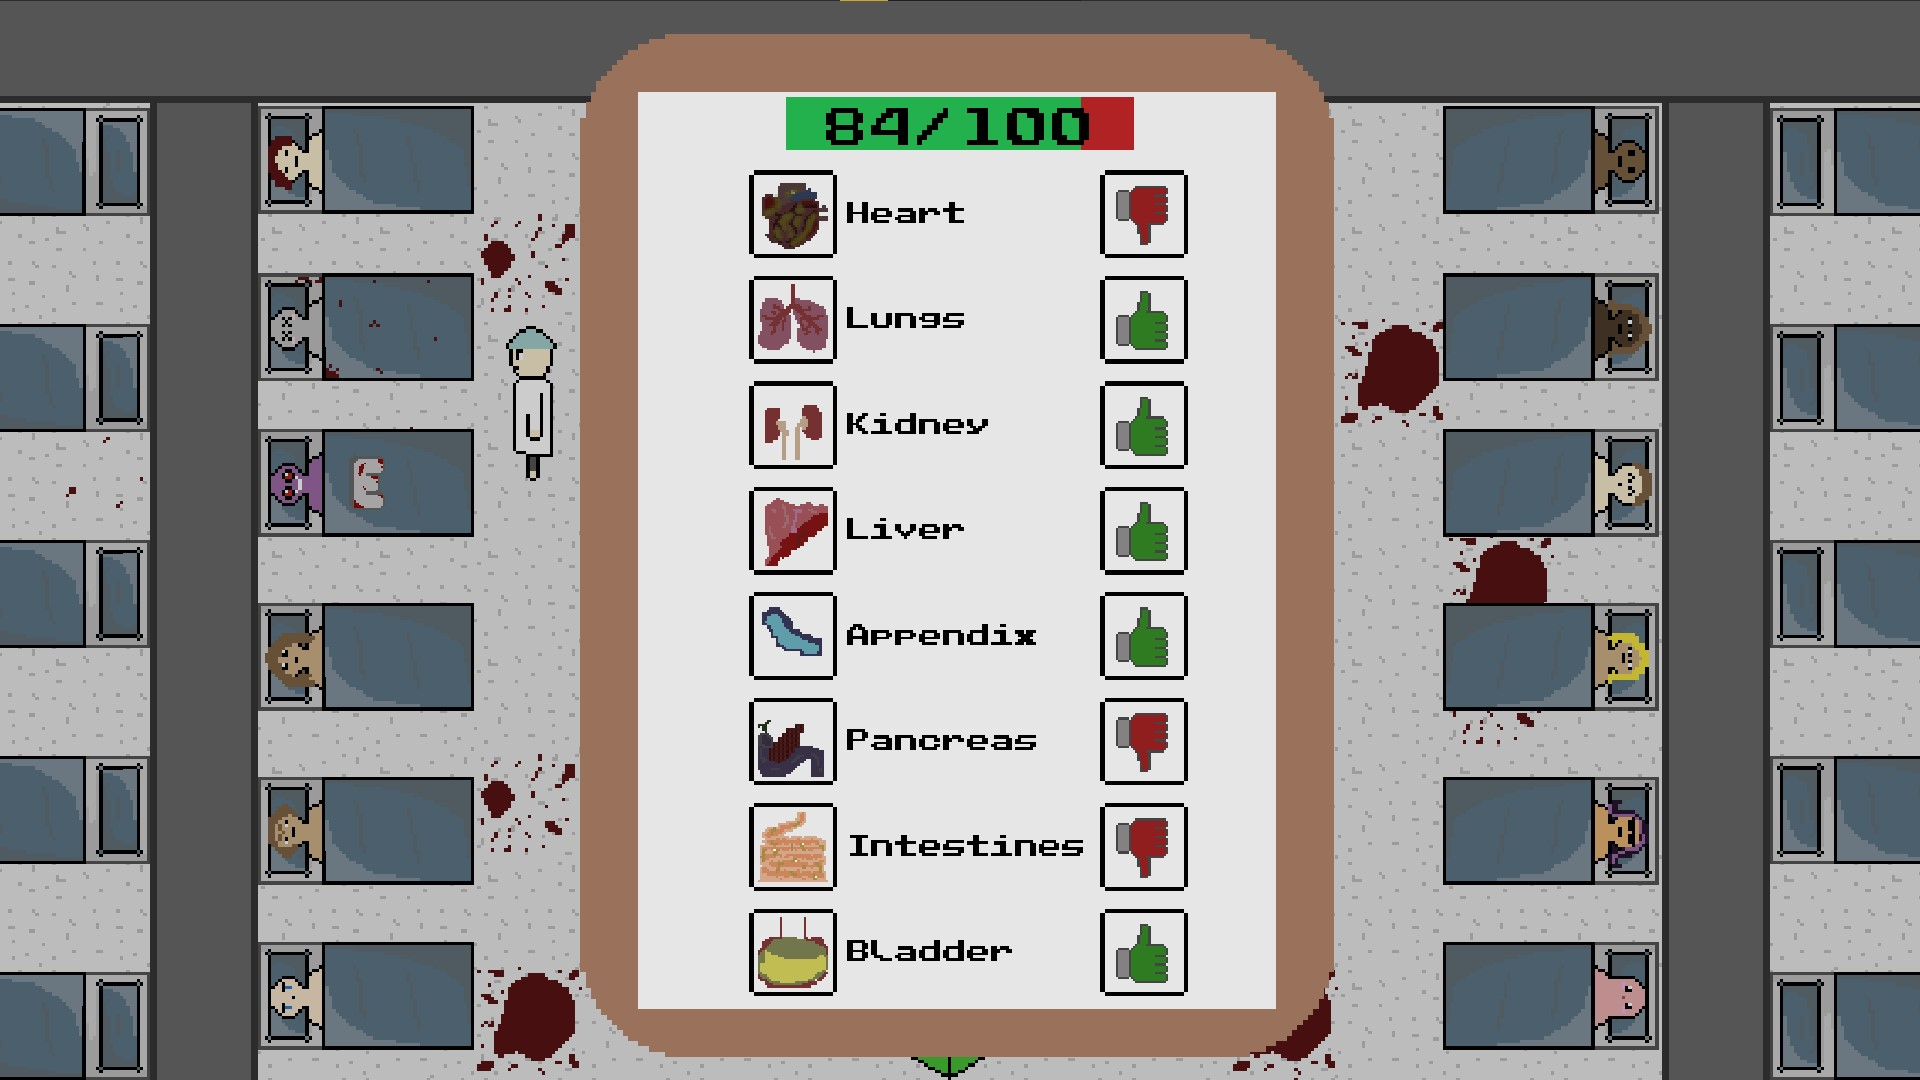 84/100
Heart
Lungs
Kidney
Liver
Appendix
Pancreas
Intestines
Bladder